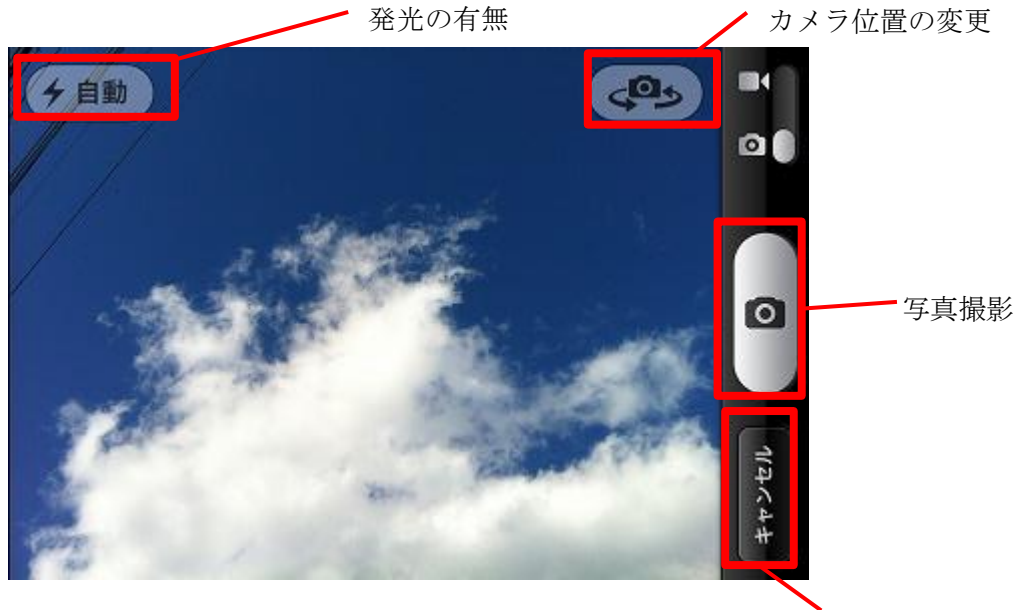 発光の有無
カメラ位置の変更
自動
写真撮影
キャンセル